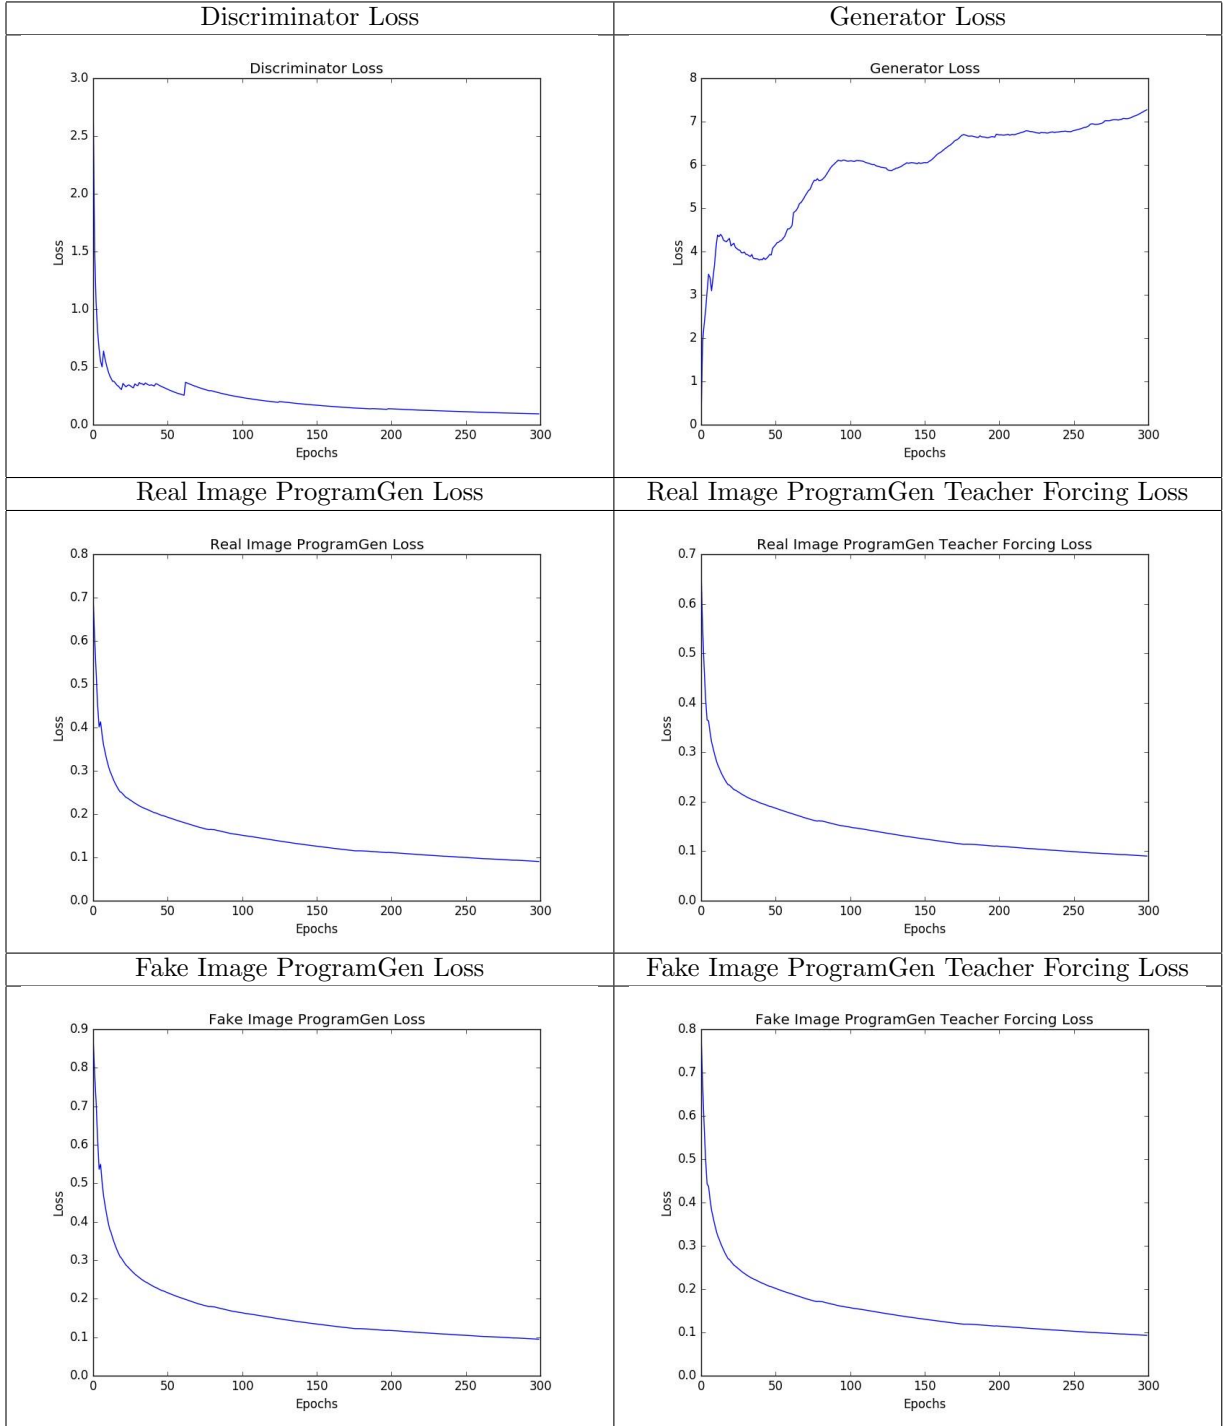 Discriminator Loss
Generator Loss
Discriminator Loss
3.0
2.5
2.0
1.5
1.0
0.5
0.0
Loss
0 50 100 150 200 250 300
Epochs
Generator Loss
8
7
6
5
4
3
2
1
0
Loss
0 50 100 150 200 250 300
Epochs
Real Image ProgramGen Loss
Real Image ProgramGen Teacher Forcing Loss
Real Image ProgramGen Loss
0.8
0.7
0.6
0.5
0.4
0.3
0.2
0.1
0.0
Loss
0 50 100 150 200 250 300
Epochs
Real Image ProgramGen Teacher Forcing Loss
0.7
0.6
0.5
0.4
0.3
0.2
0.1
0.0
Loss
0 50 100 150 200 250 300
Epochs
Fake Image ProgramGen Loss
Fake Image ProgramGen Teacher Forcing Loss
Fake Image ProgramGen Loss
0.9
0.8
0.7
0.6
0.5
0.4
0.3
0.2
0.1
0.0
Loss
0 50 100 150 200 250 300
Epochs
Fake Image ProgramGen Teacher Forcing Loss
0.8
0.7
0.6
0.5
0.4
0.3
0.2
0.1
0.0
Loss
0 50 100 150 200 250 300
Epochs